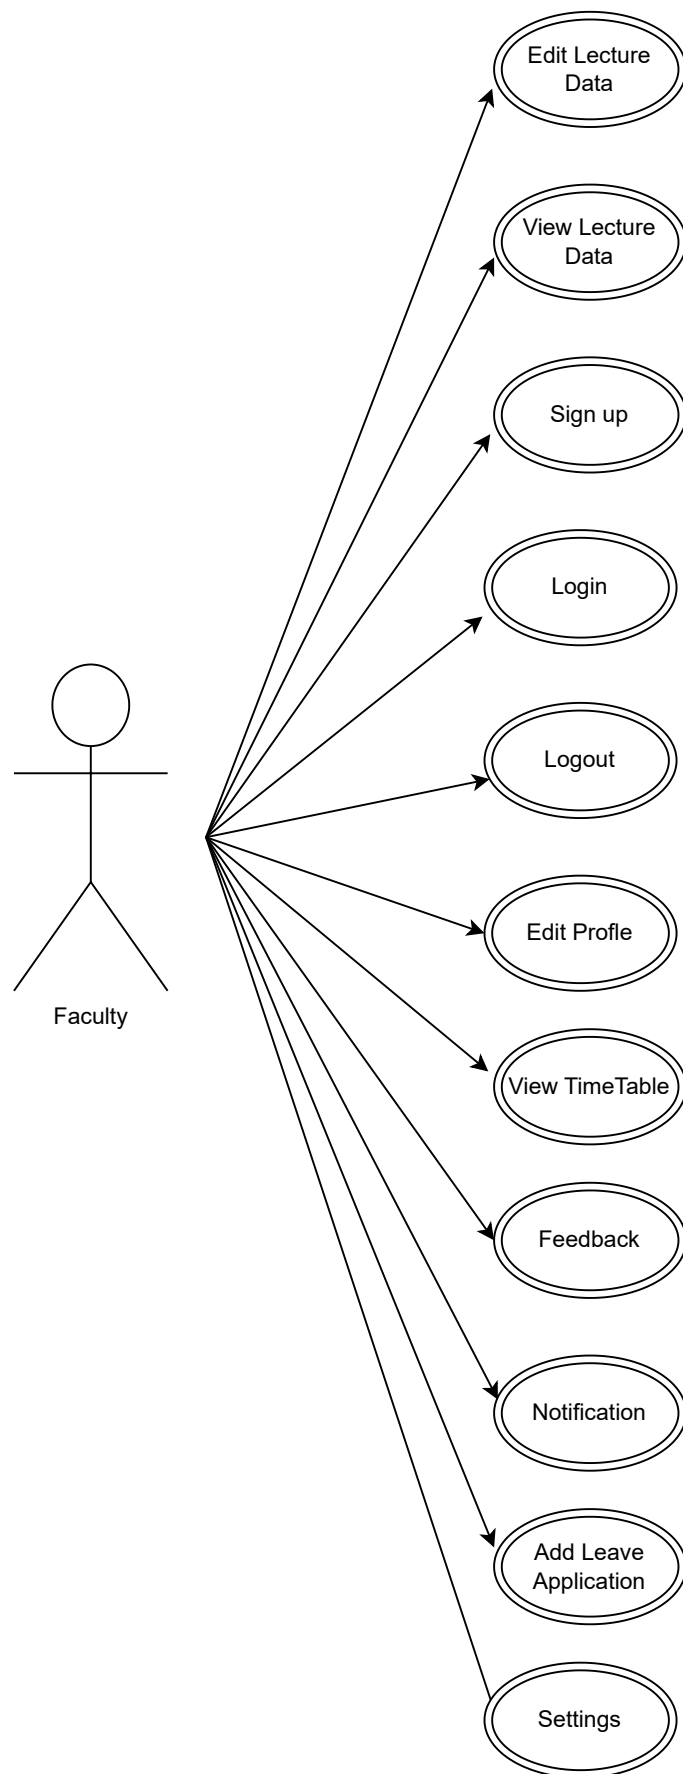 Edit Lecture
Data
View Lecture
Data
Sign up
Login
Logout
Edit Profle
Faculty
View TimeTable
Feedback
Notification
Add Leave
Application
Settings